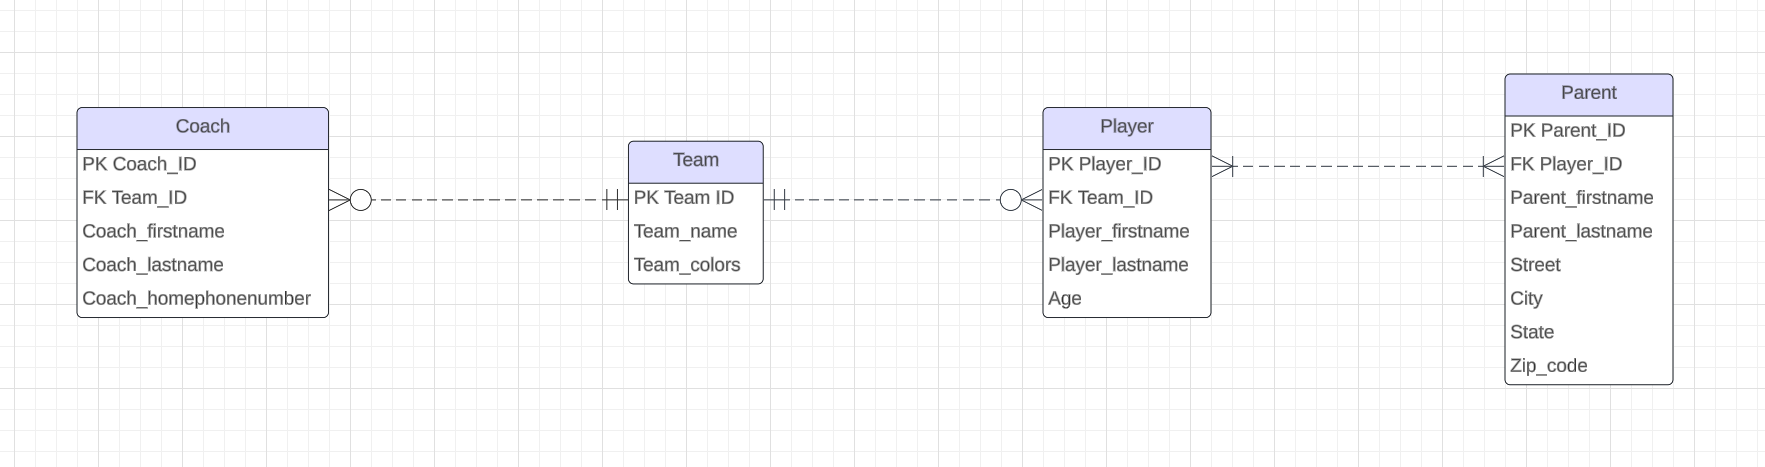 Coach
PK Coach_ID
FK Team_ID
Coach_firstname
Coach_lastname
Coach_homephonenumber
Team
PK Team ID
Team_name
Team_colors
Player
PK Player_ID
FK Team_ID
Player_firstname
Player_lastname
Age
Parent
PK Parent_ID
FK Player_ID
Parent_firstname
Parent_lastname
Street
City
State
Zip_code